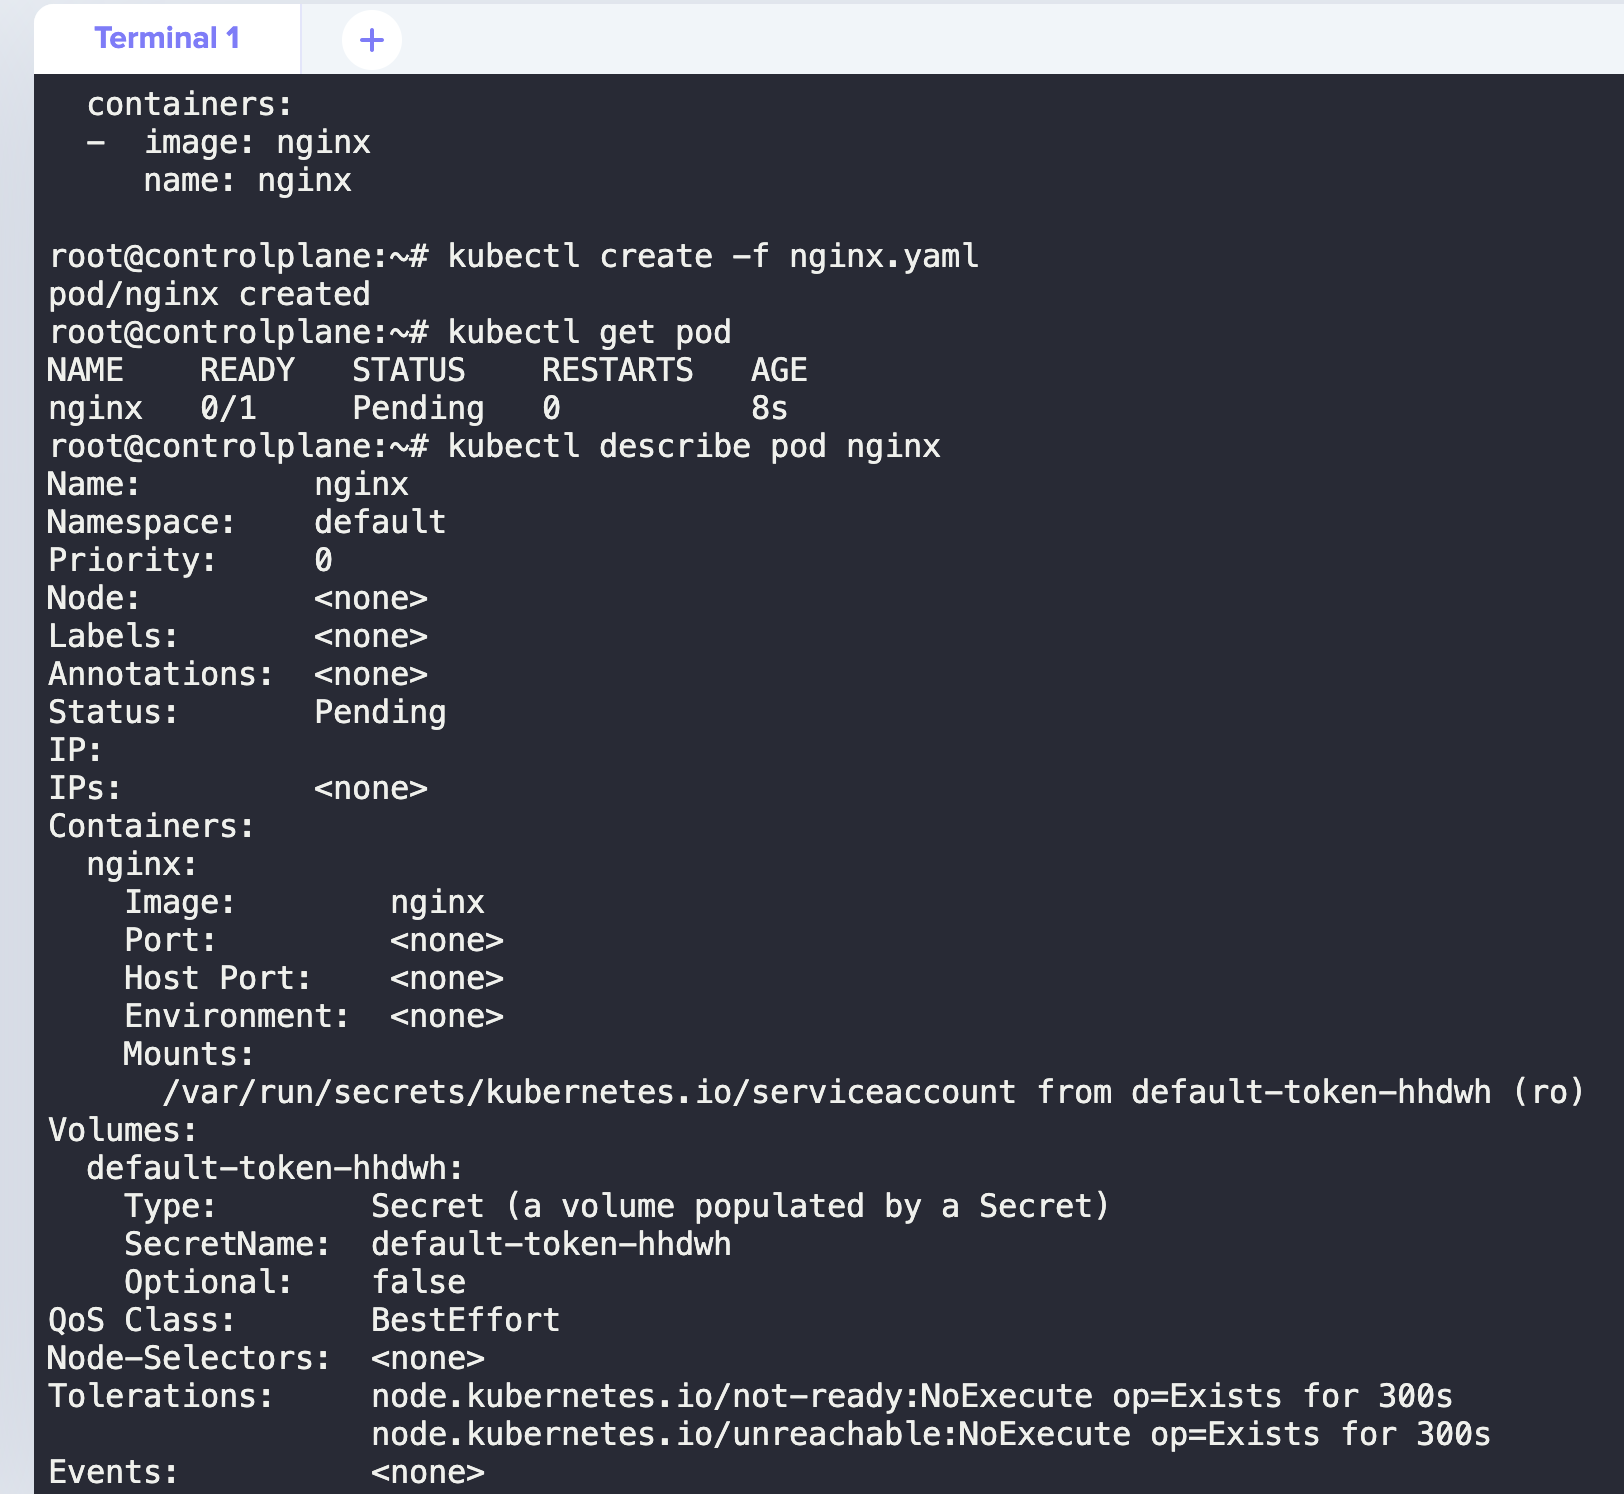 Terminal 1
+
containers:
-  image: nginx
name: nginx
root@controlplane:~# kubectl create -f nginx.yaml
pod/nginx created
root@controlplane:~# kubectl get pod
NAME    READY   STATUS    RESTARTS   AGE
nginx   0/1     Pending   0          8s
root@controlplane:~# kubectl describe pod nginx
Name:         nginx
Namespace:    default
Priority:     0
Node:         <none>
Labels:       <none>
Annotations:  <none>
Status:       Pending
IP:
IPs:          <none>
Containers:
  nginx:
    Image:        nginx
    Port:         <none>
    Host Port:    <none>
    Environment:  <none>
    Mounts:
      /var/run/secrets/kubernetes.io/serviceaccount from default-token-hhdwh (ro)
Volumes:
  default-token-hhdwh:
    Type:        Secret (a volume populated by a Secret)
    SecretName:  default-token-hhdwh
    Optional:    false
QoS Class:       BestEffort
Node-Selectors:  <none>
Tolerations:     node.kubernetes.io/not-ready:NoExecute op=Exists for 300s
                 node.kubernetes.io/unreachable:NoExecute op=Exists for 300s
Events:          <none>